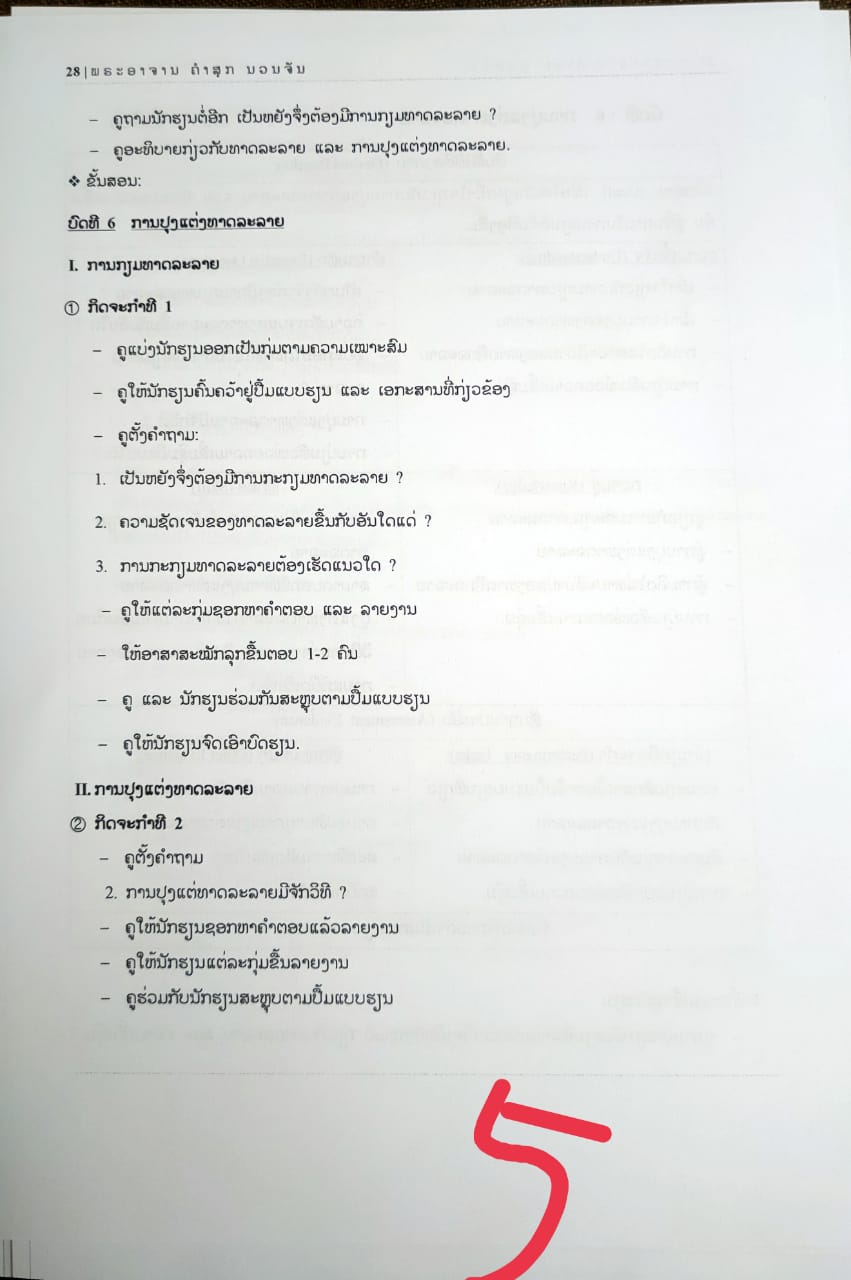 28 | ພຣະອາຈານ ຄຳສຸກ ນວນຈັນ
– ຄູຖາມນັກຮຽນຕໍ່ອີກ ເປັນຫຍັງຈຶ່ງຕ້ອງມີການກຽມທາດລະລາຍ ?
– ຄູອະທິບາຍກ່ຽວກັບທາດລະລາຍ ແລະ ການປຸງແຕ່ງທາດລະລາຍ.
❖ ຂັ້ນສອນ:
ບົດທີ 6 ການປຸງແຕ່ງທາດລະລາຍ
I. ການກຽມທາດລະລາຍ
① ກິດຈະກຳທີ 1
– ຄູແບ່ງນັກຮຽນອອກເປັນກຸ່ມຕາມຄວາມເໝາະສົມ
– ຄູໃຫ້ນັກຮຽນຄົ້ນຄວ້າຢູ່ປຶ້ມແບບຮຽນ ແລະ ເອກະສານທີ່ກ່ຽວຂ້ອງ
– ຄູຕັ້ງຄຳຖາມ:
1. ເປັນຫຍັງຈຶ່ງຕ້ອງມີການກະກຽມທາດລະລາຍ ?
2. ຄວາມຊັດເຈນຂອງທາດລະລາຍຂື້ນກັບອັນໃດແດ່ ?
3. ການກະກຽມທາດລະລາຍຕ້ອງເຮັດແນວໃດ ?
– ຄູໃຫ້ແຕ່ລະກຸ່ມຊອກຫາຄຳຕອບ ແລະ ລາຍງານ
– ໃຫ້ອາສາສະໝັກລຸກຂື້ນຕອບ 1-2 ຄົນ
– ຄູ ແລະ ນັກຮຽນຮ່ວມກັນສະຫຼຸບຕາມປຶ້ມແບບຮຽນ
– ຄູໃຫ້ນັກຮຽນຈົດເອົາບົດຮຽນ.
II. ການປຸງແຕ່ງທາດລະລາຍ
② ກິດຈະກຳທີ 2
– ຄູຕັ້ງຄຳຖາມ
2. ການປຸງແຕ່ທາດລະລາຍມີຈັກວິທີ ?
– ຄູໃຫ້ນັກຮຽນຊອກຫາຄຳຕອບແລ້ວລາຍງານ
– ຄູໃຫ້ນັກຮຽນແຕ່ລະກຸ່ມຂື້ນລາຍງານ
– ຄູຮ່ວມກັບນັກຮຽນສະຫຼຸບຕາມປຶ້ມແບບຮຽນ
5